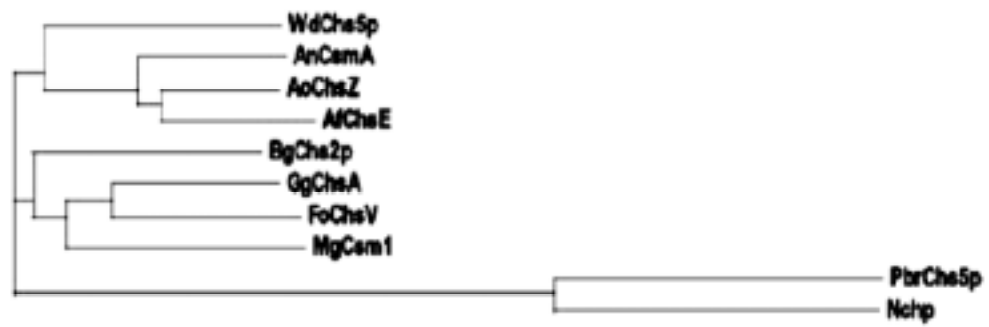 WdChs5p
AnCsmA
AoChsZ
AfChsE
BgChs2p
GgChsA
FoChsV
MgCsm1
PbrChs5p
Nchp